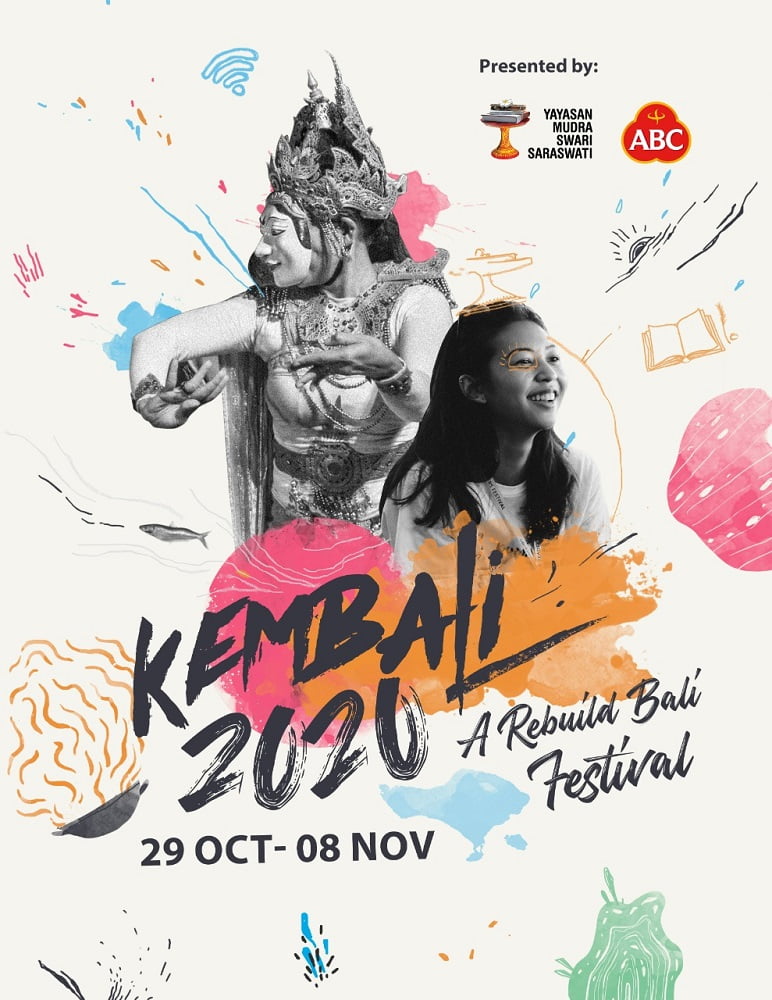 Presented by:
YAYASAN
MUDRA
SWARI
SARASWATI
ABC
KEMBALI
2020
A Rebuild Bali
Festival
29 OCT- 08 NOV